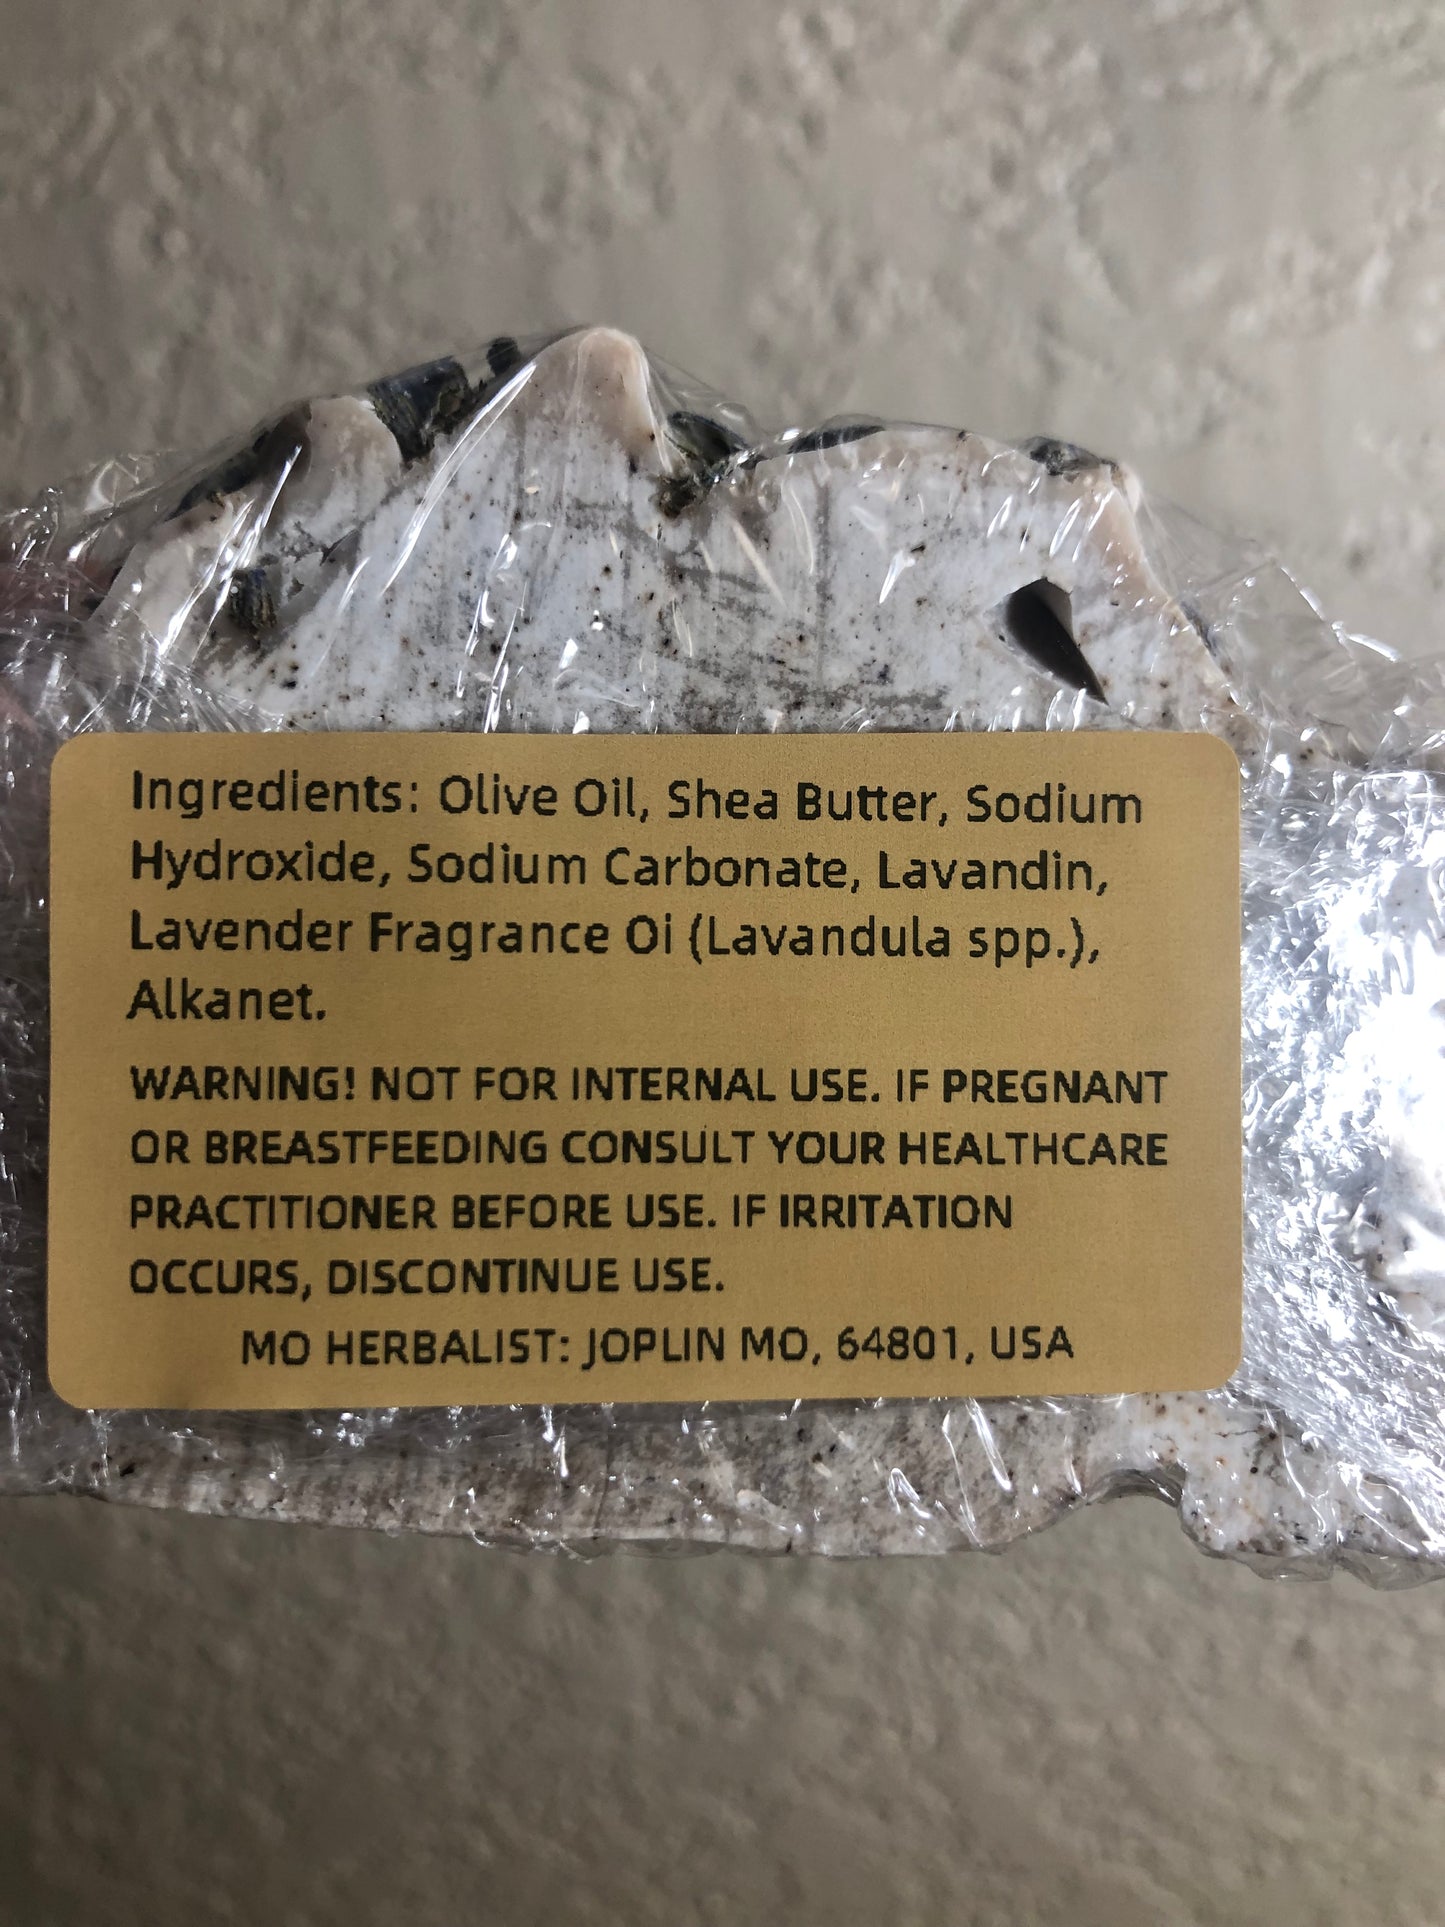 Ingredients: Olive Oil, Shea Butter, Sodium
Hydroxide, Sodium Carbonate, Lavandin,
Lavender Fragrance Oi (Lavandula spp.),
Alkanet.
WARNING! NOT FOR INTERNAL USE. IF PREGNANT
OR BREASTFEEDING CONSULT YOUR HEALTHCARE
PRACTITIONER BEFORE USE. IF IRRITATION
OCCURS, DISCONTINUE USE.
MO HERBALIST: JOPLIN MO, 64801, USA